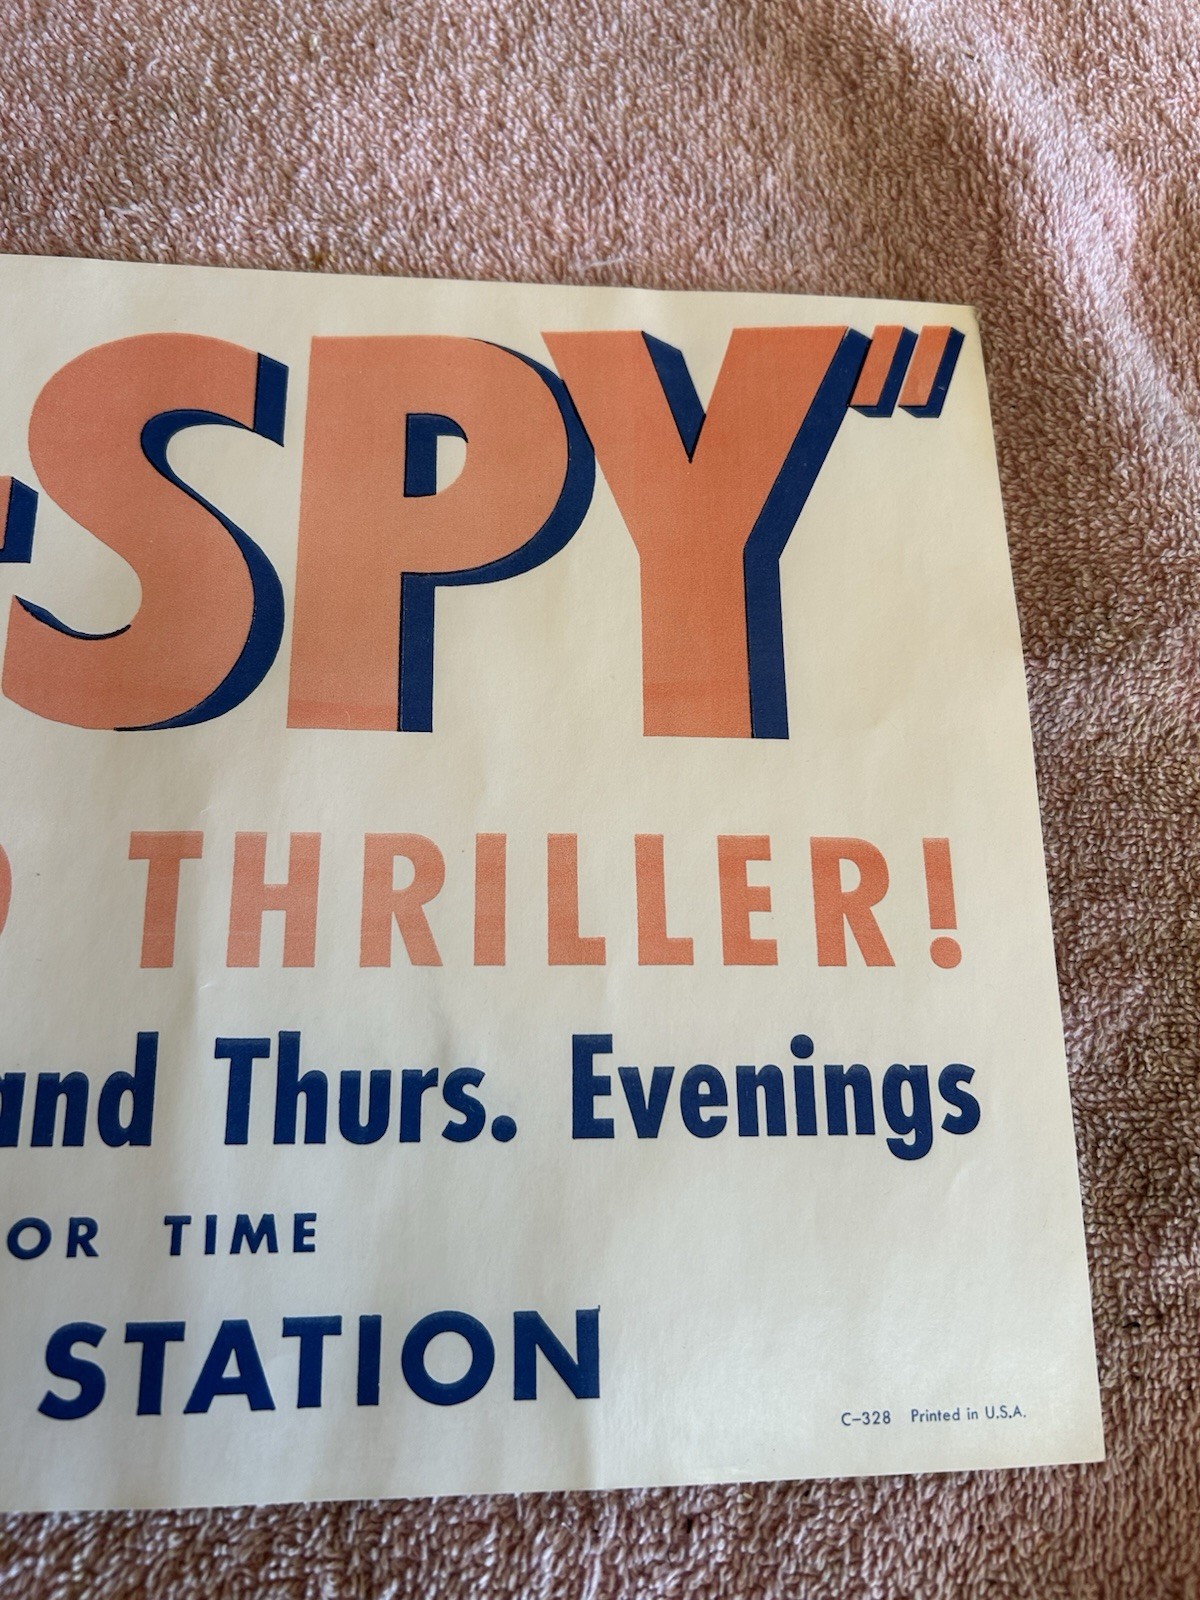 -SPY"
THRILLER!
and Thurs. Evenings
OR TIME
STATION
C-328 Printed in U.S.A.